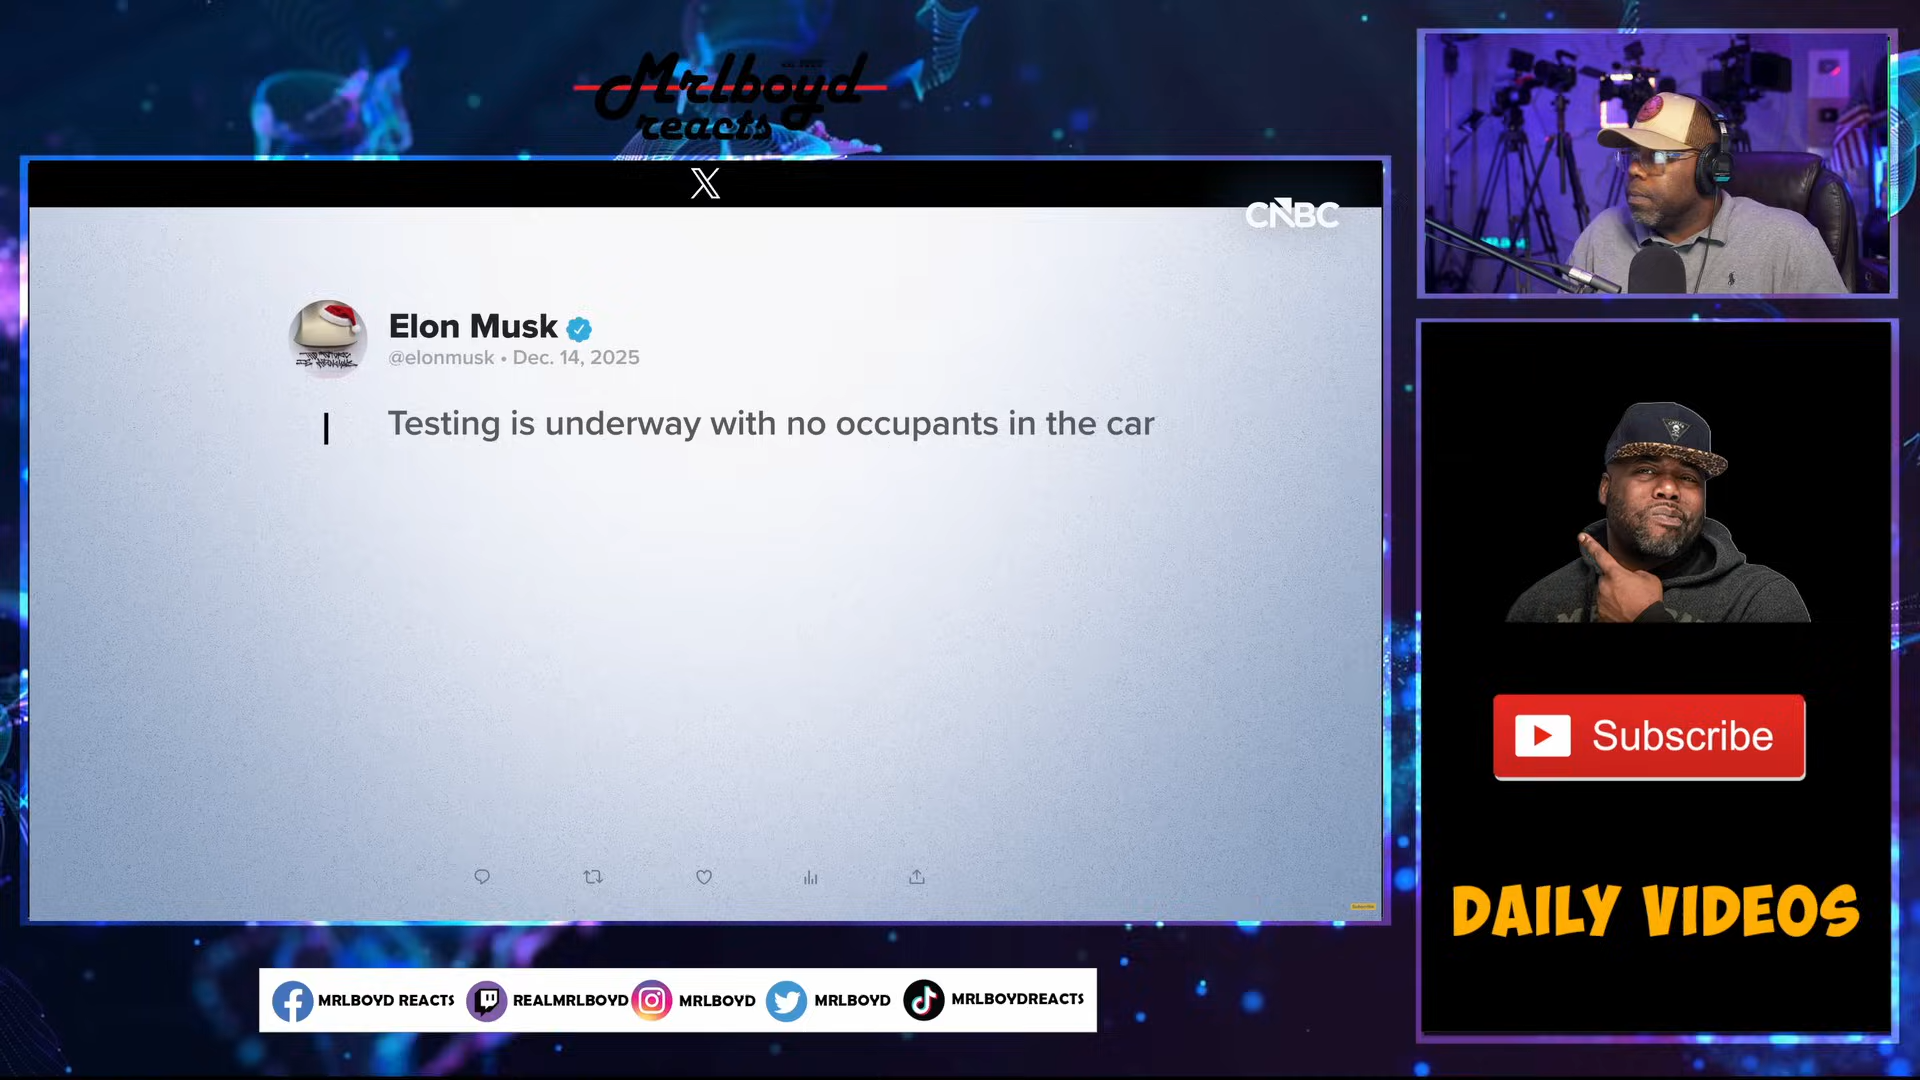 Mrlboyd
reacts
CNBC
Elon Musk
@elonmusk • Dec. 14, 2025
Testing is underway with no occupants in the car
Subscribe
DAILY VIDEOS
MRLBOYD REACTS REALMRLBOYD MRLBOYD MRLBOYD MRLBOYDREACTS